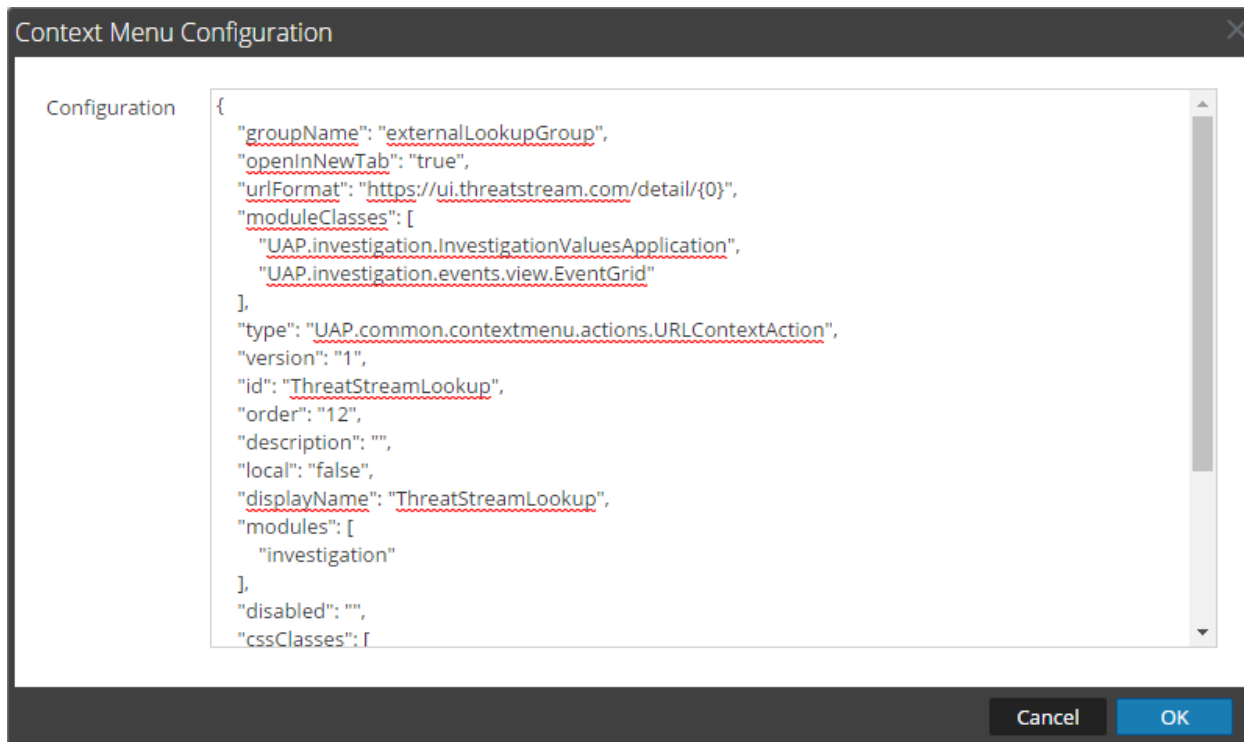 Context Menu Configuration
Configuration
{
"groupName": "externalLookupGroup",
"openInNewTab": "true",
"urlFormat": "https://ui.threatstream.com/detail/{0}",
"moduleClasses": [
"UAP.investigation.InvestigationValuesApplication",
"UAP.investigation.events.view.EventGrid"
],
"type": "UAP.common.contextmenu.actions.URLContextAction",
"version": "1",
"id": "ThreatStreamLookup",
"order": "12",
"description": "",
"local": "false",
"displayName": "ThreatStreamLookup",
"modules": [
"investigation"
],
"disabled": "",
"cssClasses": [
Cancel
OK